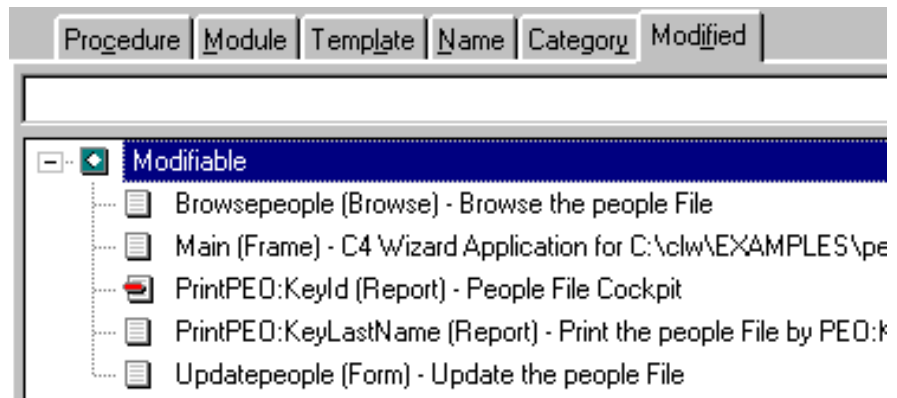 Procedure Module Template Name Category Modified
Modifiable
Browsepeople (Browse) - Browse the people File
Main (Frame) - C4 Wizard Application for C:\clw\EXAMPLES\pe
PrintPEO:KeyId (Report) - People File Cockpit
PrintPEO:KeyLastName (Report) - Print the people File by PEO:K
Updatepeople (Form) - Update the people File